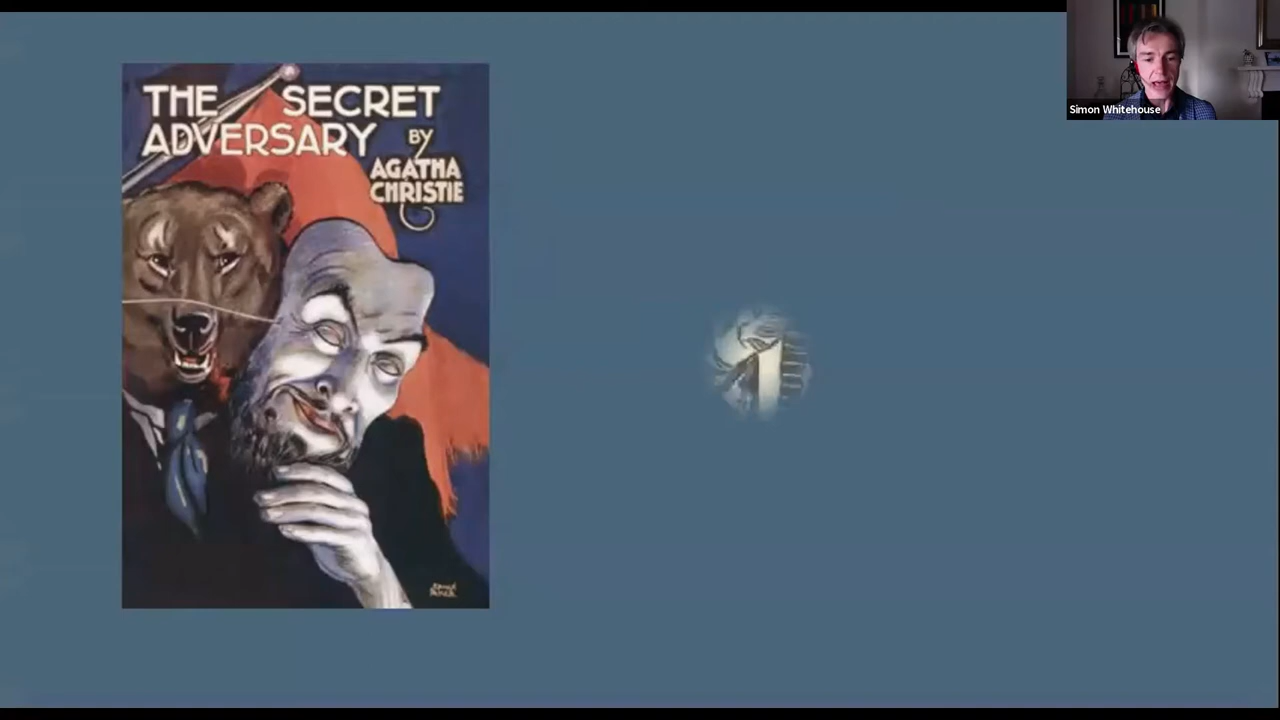 THE SECRET
ADVERSARY BY
AGATHA
CHRISTIE
Simon Whitehouse